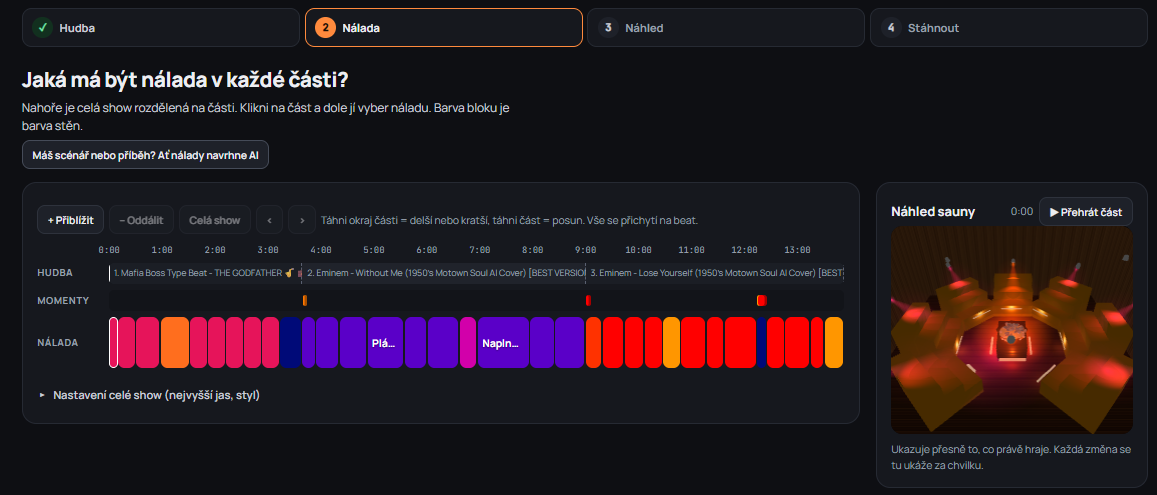 ✓ Hudba
2 Nálada
3 Náhled
4 Stáhnout
Jaká má být nálada v každé části?
Nahoře je celá show rozdělená na části. Klikni na část a dole jí vyber náladu. Barva bloku je
barva stěn.
Máš scénář nebo příběh? Ať nálady navrhne AI
+ Přiblížit
− Oddálit
Celá show
‹
›
Táhni okraj části = delší nebo kratší, táhni část = posun. Vše se přichytí na beat.
0:00 1:00 2:00 3:00 4:00 5:00 6:00 7:00 8:00 9:00 10:00 11:00 12:00 13:00
HUDBA
1. Mafia Boss Type Beat - THE GODFATHER 🎷
2. Eminem - Without Me (1950's Motown Soul AI Cover) [BEST VERSIO
3. Eminem - Lose Yourself (1950's Motown Soul AI Cover) [BEST
MOMENTY
NÁLADA
Plá...
Napín...
▸ Nastavení celé show (nejvyšší jas, styl)
Náhled sauny
0:00
▶ Přehrát část
Ukazuje přesně to, co právě hraje. Každá změna se
tu ukáže za chvilku.